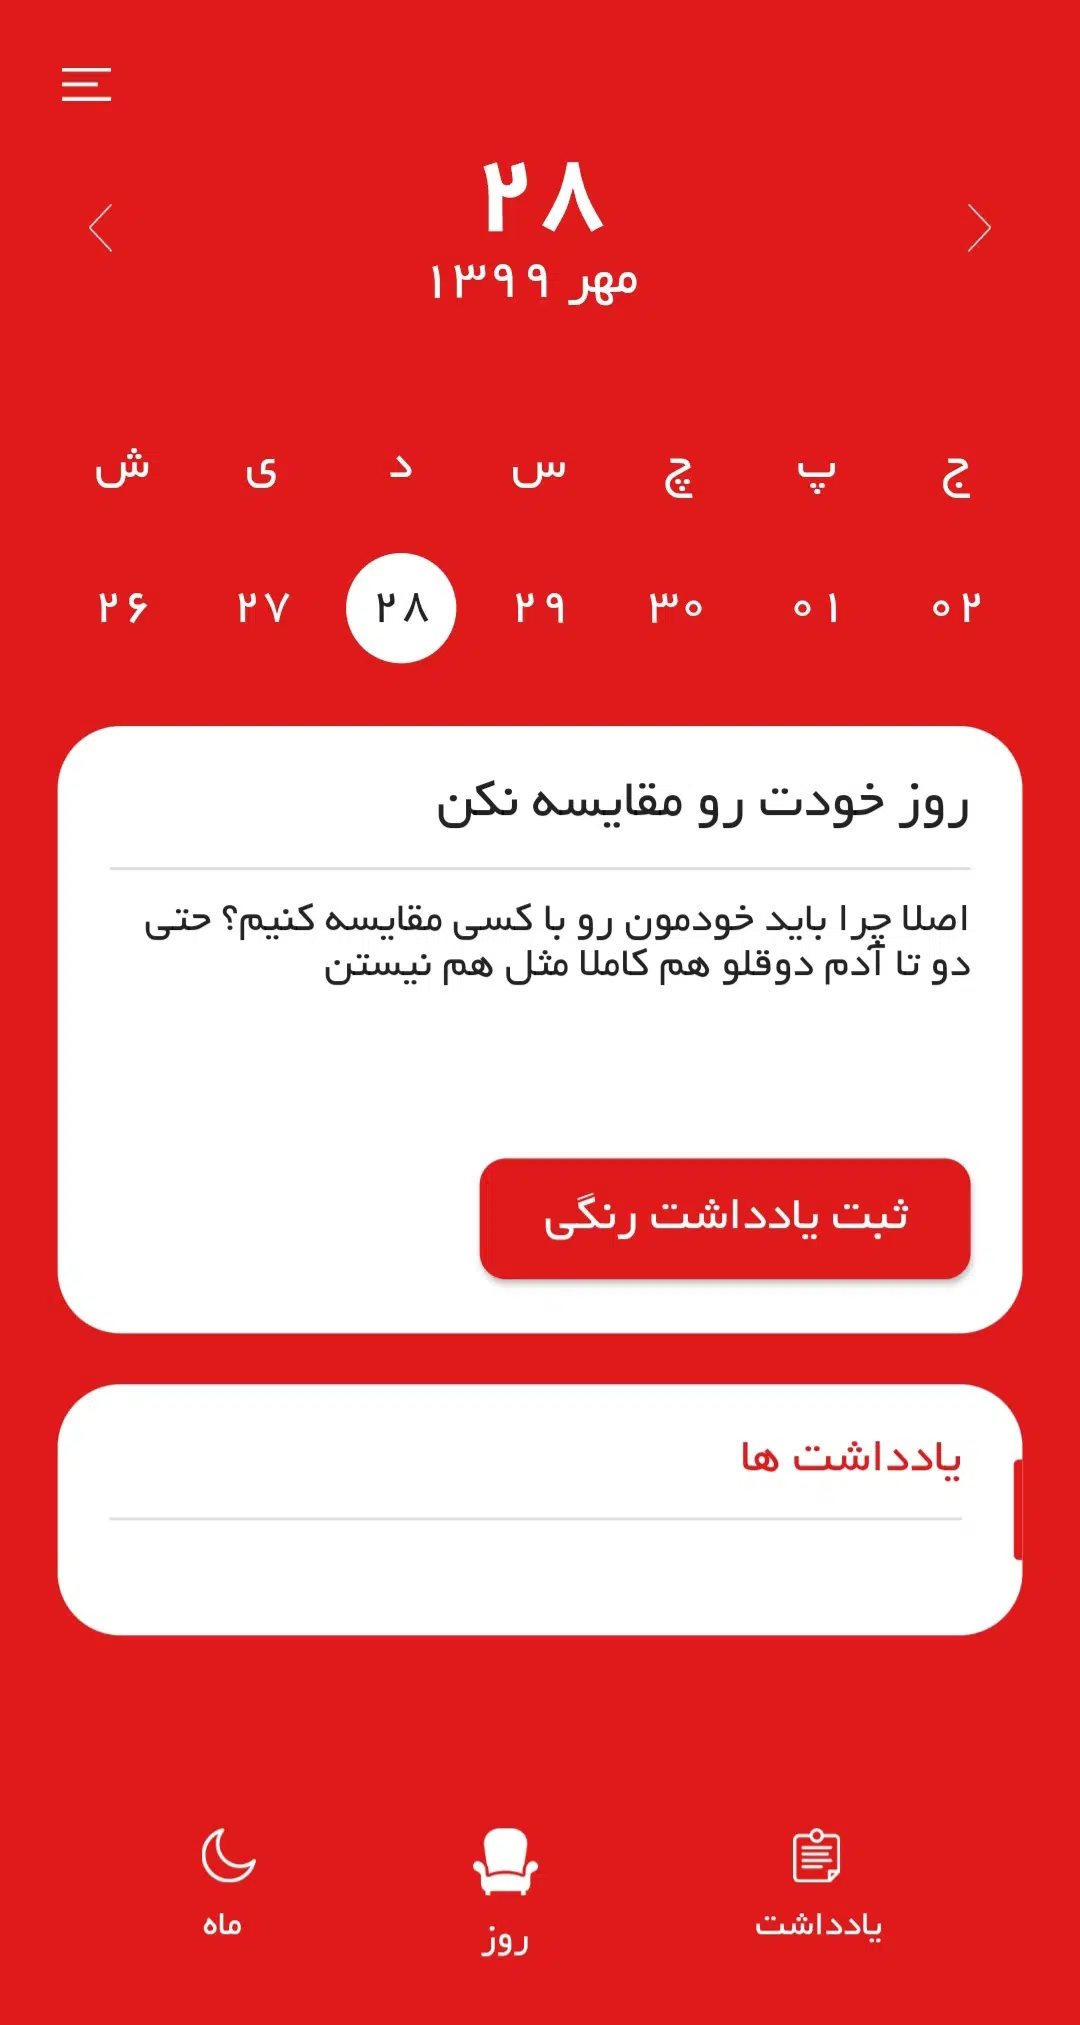 ۲۸
مهر ۱۳۹۹
ش ی د س چ پ ج
۲۶ ۲۷ ۲۸ ۲۹ ۳۰ ۰۱ ۰۲
روز خودت رو مقایسه نکن
اصلا چرا باید خودمون رو با کسی مقایسه کنیم؟ حتی
دو تا آدم دوقلو هم کاملا مثل هم نیستن
ثبت یادداشت رنگی
یادداشت ها
یادداشت روز ماه